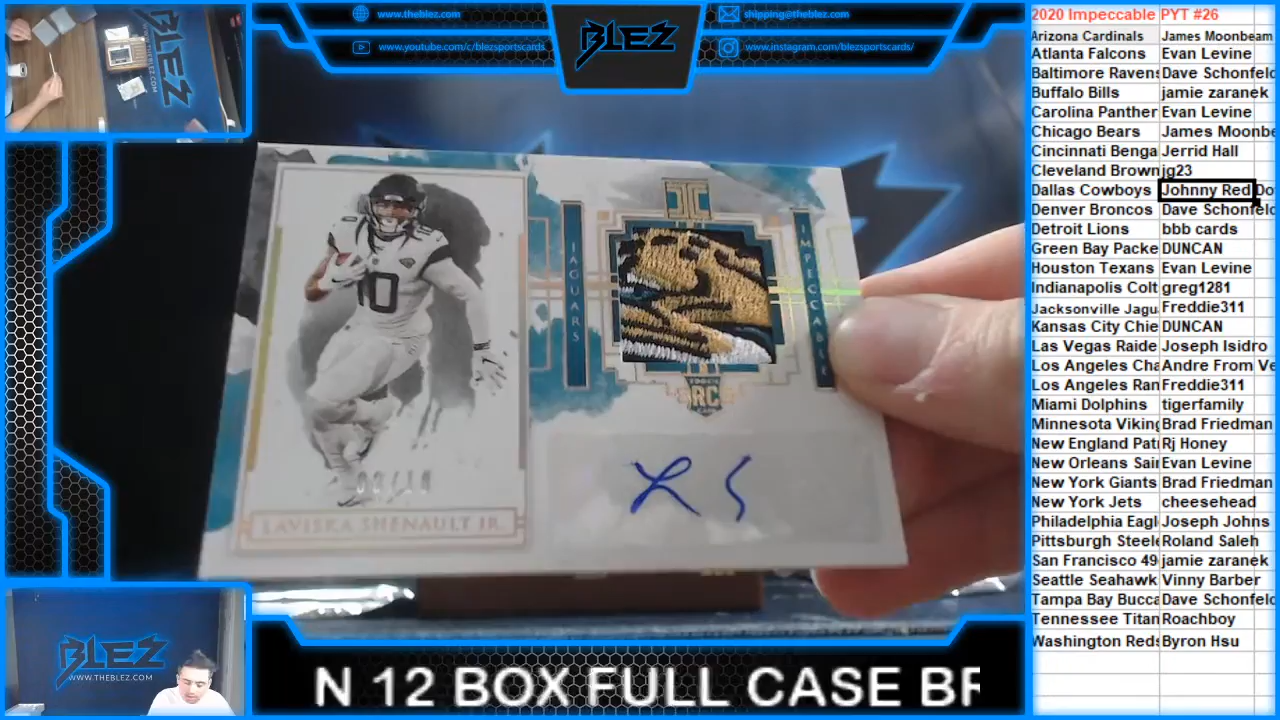 www.theblez.com
www.youtube.com/c/blezsportscards
BLEZ
shipping@theblez.com
www.instagram.com/blezsportscards/
BLEZ
.COM
10
JAGUARS
IMPECCABLE
RC
LS
LAVISKA SHENAULT JR.
BLEZ
WWW.THEBLEZ.COM
N 12 BOX FULL CASE BR
2020 Impeccable PYT #26
Arizona Cardinals James Moonbeam
Atlanta Falcons Evan Levine
Baltimore Ravens Dave Schonfeld
Buffalo Bills jamie zaranek
Carolina Panther Evan Levine
Chicago Bears James Moonbe
Cincinnati Benga Jerrid Hall
Cleveland Brown jg23
Dallas Cowboys Johnny Red Do
Denver Broncos Dave Schonfeld
Detroit Lions bbb cards
Green Bay Packe DUNCAN
Houston Texans Evan Levine
Indianapolis Colt greg1281
Jacksonville Jagu Freddie311
Kansas City Chie DUNCAN
Las Vegas Raide Joseph Isidro
Los Angeles Cha Andre From Ve
Los Angeles Ran Freddie311
Miami Dolphins tigerfamily
Minnesota Viking Brad Friedman
New England Pat Rj Honey
New Orleans Sai Evan Levine
New York Giants Brad Friedman
New York Jets cheesehead
Philadelphia Eagl Joseph Johns
Pittsburgh Steele Roland Saleh
San Francisco 49 jamie zaranek
Seattle Seahawk Vinny Barber
Tampa Bay Bucca Dave Schonfeld
Tennessee Titan Roachboy
Washington Reds Byron Hsu